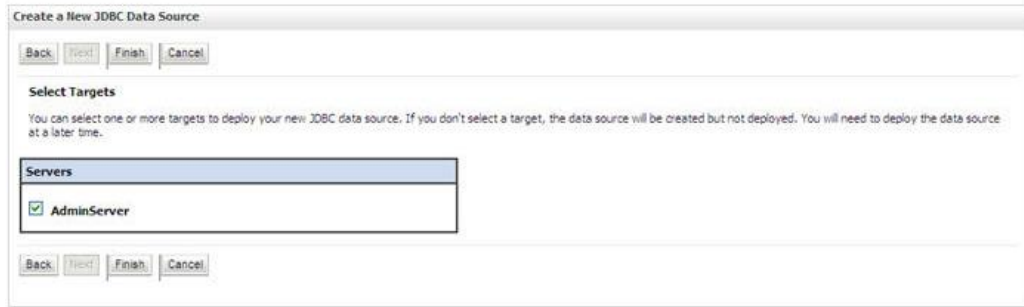 Create a New JDBC Data Source
Back Next Finish Cancel
Select Targets
You can select one or more targets to deploy your new JDBC data source. If you don't select a target, the data source will be created but not deployed. You will need to deploy the data source
at a later time.
Servers
AdminServer
Back Next Finish Cancel